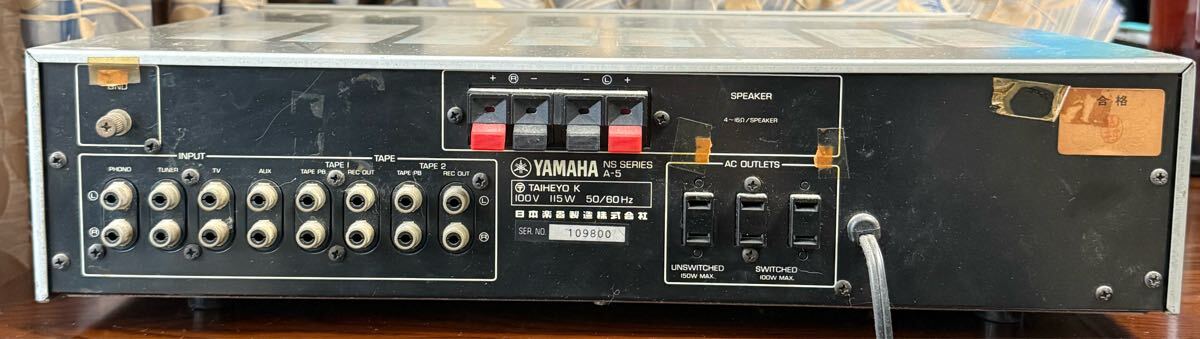 GND
INPUT
TAPE
TAPE 1
TAPE 2
PHONO
TUNER
TV
AUX
TAPE PB
REC OUT
TAPE PB
REC OUT
L
L
R
R
+ R - - L +
SPEAKER
4~16Ω/SPEAKER
YAMAHA NS SERIES
A-5
〒 TAIHEYO K
100V 115W 50/60Hz
日本楽器製造株式会社
SER. NO. 109800
AC OUTLETS
UNSWITCHED
150W MAX.
SWITCHED
100W MAX.
合格